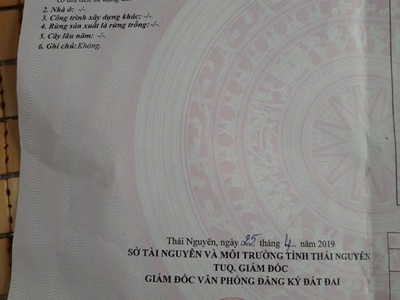 2. Nhà ở: -/-.
3. Công trình xây dựng khác: -/-.
4. Rừng sản xuất là rừng trồng: -/-.
5. Cây lâu năm: -/-.
6. Ghi chú: Không.
Thái Nguyên, ngày 25 tháng 4 năm 2019
SỞ TÀI NGUYÊN VÀ MÔI TRƯỜNG TỈNH THÁI NGUYÊN
TUQ. GIÁM ĐỐC
GIÁM ĐỐC VĂN PHÒNG ĐĂNG KÝ ĐẤT ĐAI